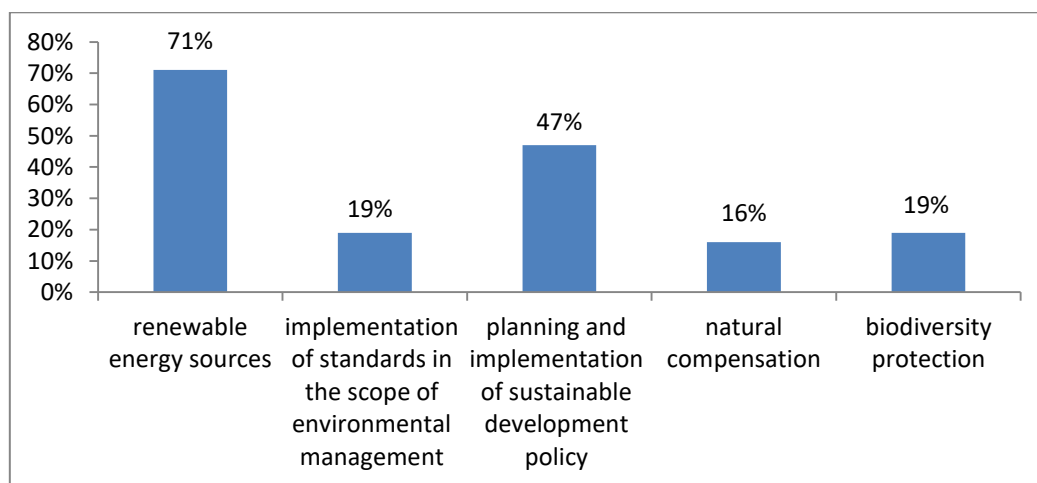 80%
70%
60%
50%
40%
30%
20%
10%
0%
71%
19%
47%
16%
19%
renewable
energy sources
implementation
of standards in
the scope of
environmental
management
planning and
implementation
of sustainable
development
policy
natural
compensation
biodiversity
protection